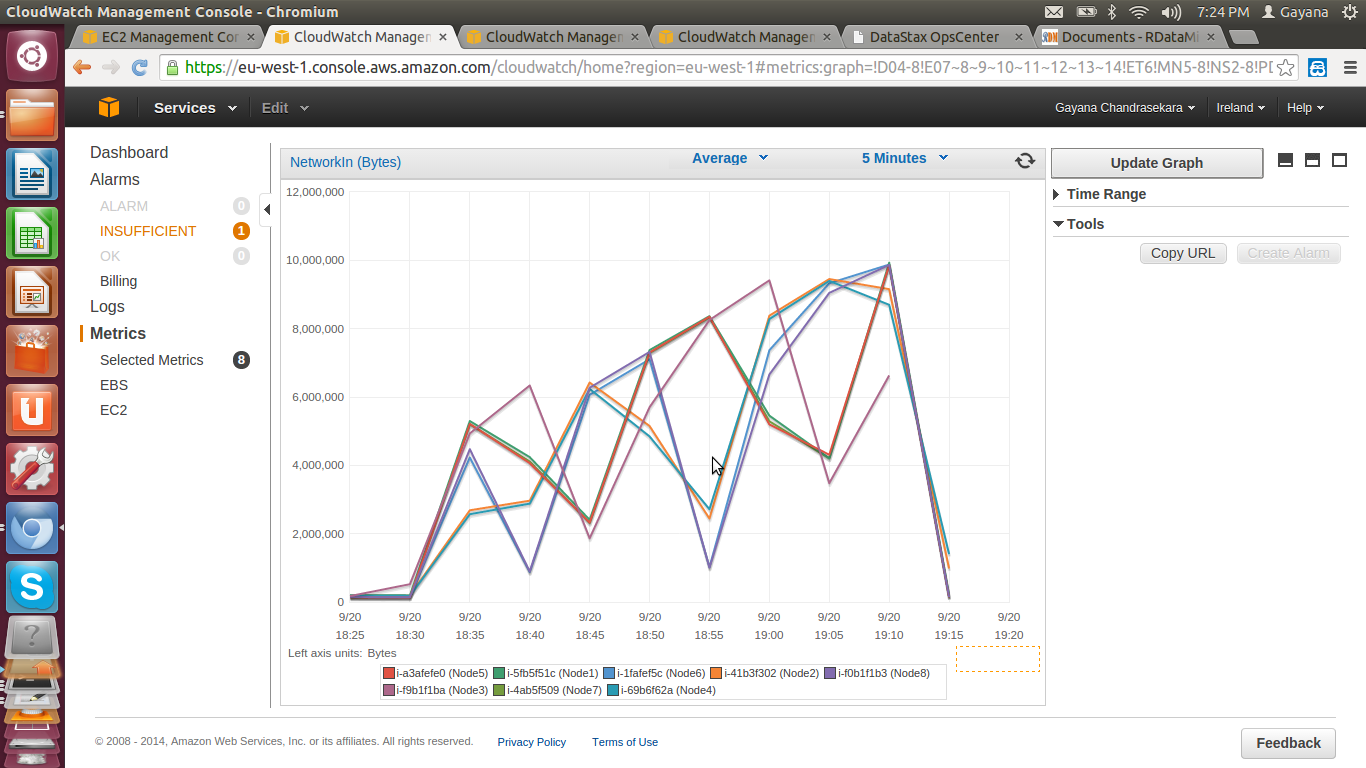 CloudWatch Management Console - Chromium
7:24 PM Gayana
EC2 Management Con
CloudWatch Managem
CloudWatch Managem
CloudWatch Managem
DataStax OpsCenter
Documents - RDataMi
https://eu-west-1.console.aws.amazon.com/cloudwatch/home?region=eu-west-1#metrics:graph=!D04-8!E07~8~9~10~11~12~13~14!ET6!MN5-8!NS2-8!PD
Services Edit
Gayana Chandrasekara Ireland Help
Dashboard
Alarms
ALARM 0
INSUFFICIENT 1
OK 0
Billing
Logs
Metrics
Selected Metrics 8
EBS
EC2
NetworkIn (Bytes) Average 5 Minutes
Update Graph
Time Range
Tools
Copy URL Create Alarm
12,000,000
10,000,000
8,000,000
6,000,000
4,000,000
2,000,000
0
9/20 9/20 9/20 9/20 9/20 9/20 9/20 9/20 9/20 9/20 9/20 9/20
18:25 18:30 18:35 18:40 18:45 18:50 18:55 19:00 19:05 19:10 19:15 19:20
Left axis units: Bytes
i-a3afefe0 (Node5) i-5fb5f51c (Node1) i-1fafef5c (Node6) i-41b3f302 (Node2) i-f0b1f1b3 (Node8)
i-f9b1f1ba (Node3) i-4ab5f509 (Node7) i-69b6f62a (Node4)
© 2008 - 2014, Amazon Web Services, Inc. or its affiliates. All rights reserved. Privacy Policy Terms of Use
Feedback